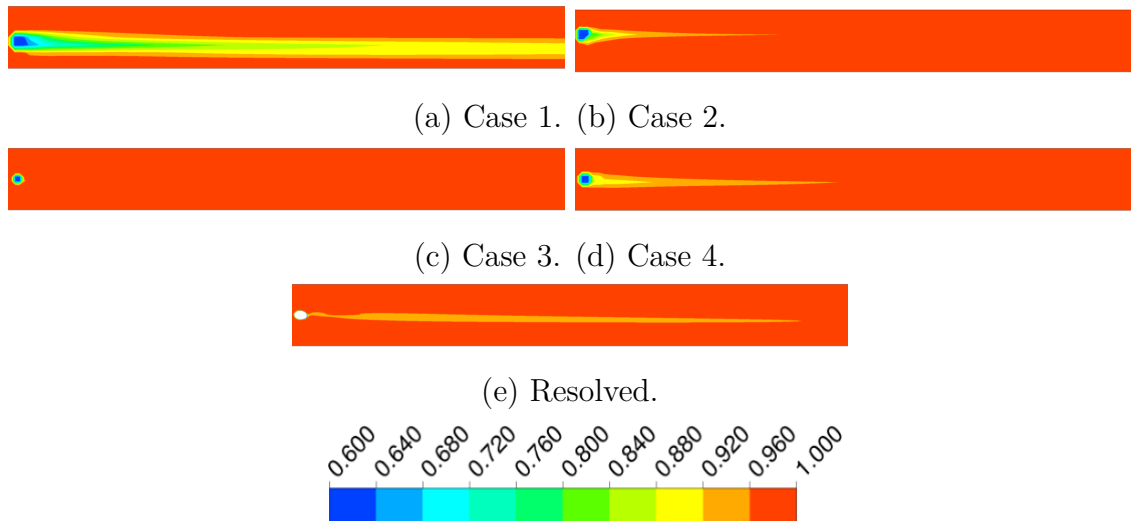 (a) Case 1. (b) Case 2.
(c) Case 3. (d) Case 4.
(e) Resolved.
0.600 0.640 0.680 0.720 0.760 0.800 0.840 0.880 0.920 0.960 1.000